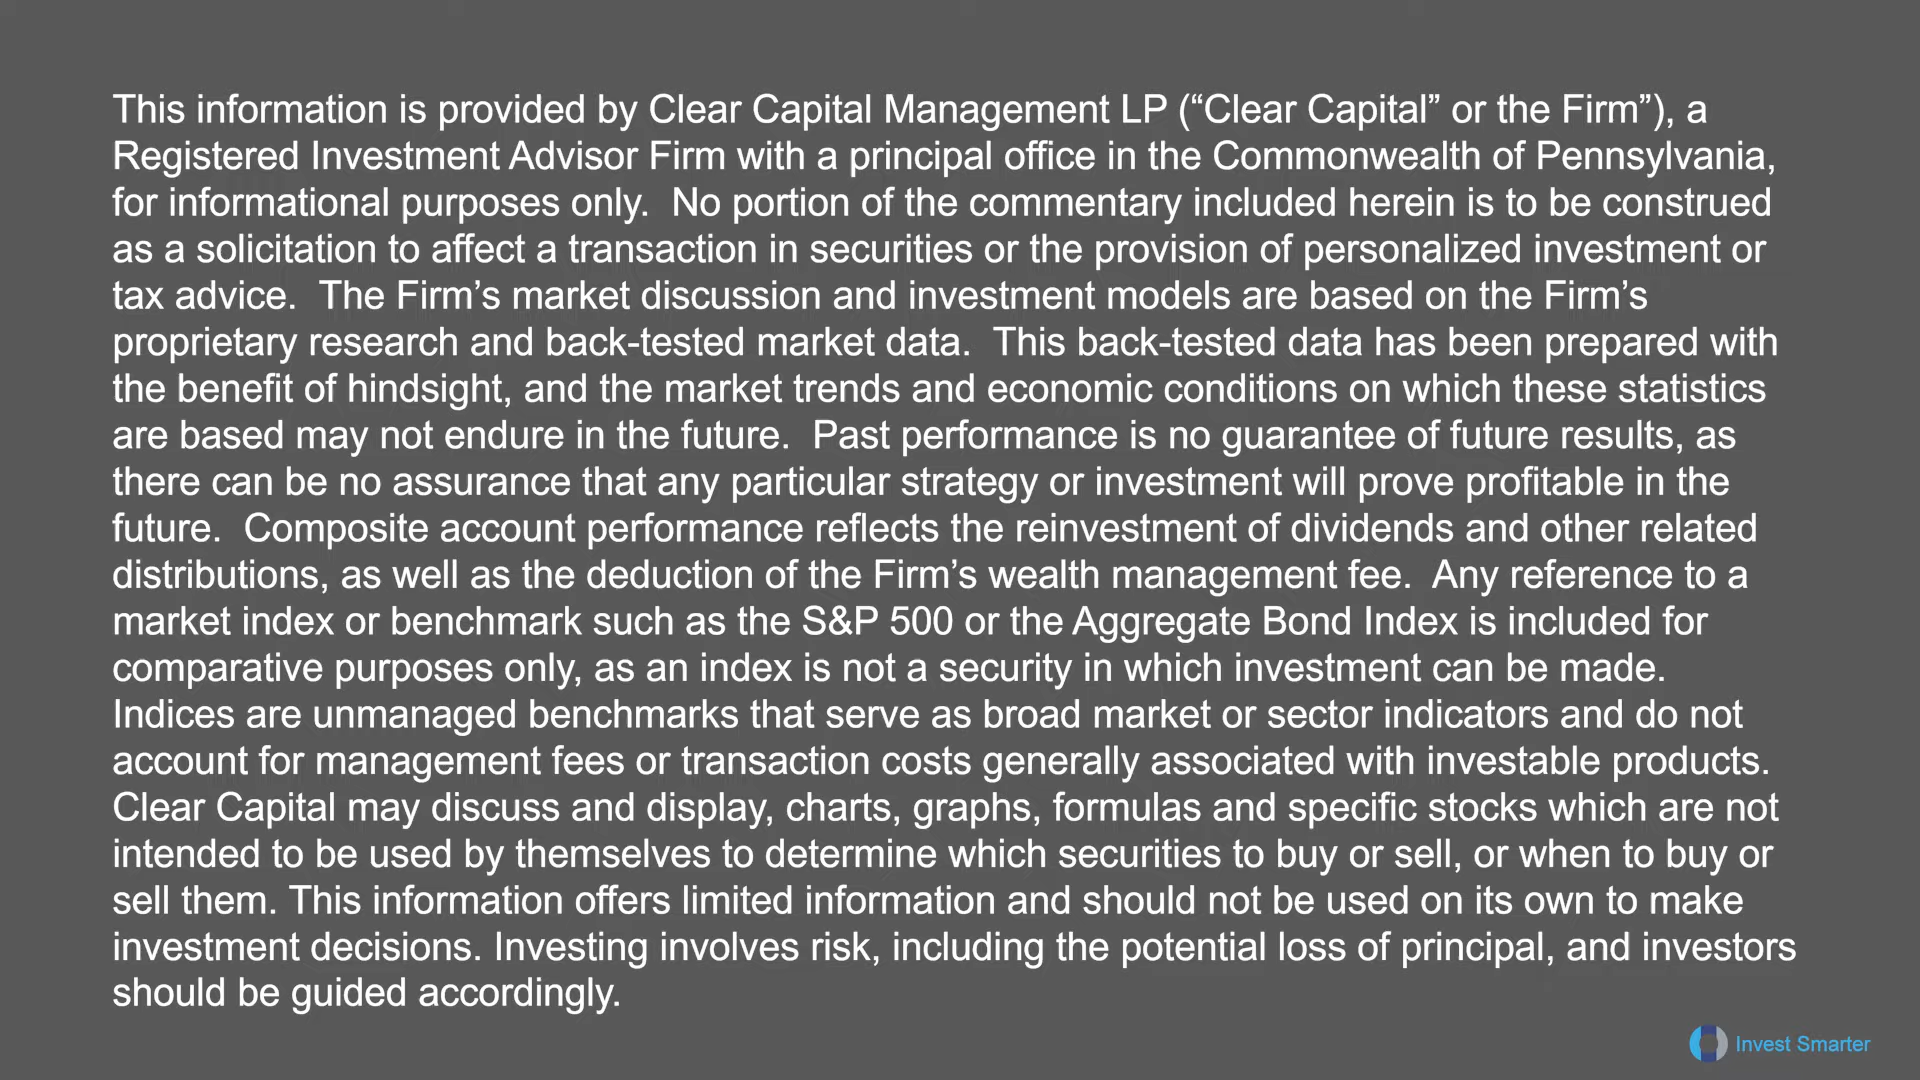 This information is provided by Clear Capital Management LP (“Clear Capital” or the Firm”), a
Registered Investment Advisor Firm with a principal office in the Commonwealth of Pennsylvania,
for informational purposes only.  No portion of the commentary included herein is to be construed
as a solicitation to affect a transaction in securities or the provision of personalized investment or
tax advice.  The Firm’s market discussion and investment models are based on the Firm’s
proprietary research and back-tested market data.  This back-tested data has been prepared with
the benefit of hindsight, and the market trends and economic conditions on which these statistics
are based may not endure in the future.  Past performance is no guarantee of future results, as
there can be no assurance that any particular strategy or investment will prove profitable in the
future.  Composite account performance reflects the reinvestment of dividends and other related
distributions, as well as the deduction of the Firm’s wealth management fee.  Any reference to a
market index or benchmark such as the S&P 500 or the Aggregate Bond Index is included for
comparative purposes only, as an index is not a security in which investment can be made.
Indices are unmanaged benchmarks that serve as broad market or sector indicators and do not
account for management fees or transaction costs generally associated with investable products.
Clear Capital may discuss and display, charts, graphs, formulas and specific stocks which are not
intended to be used by themselves to determine which securities to buy or sell, or when to buy or
sell them. This information offers limited information and should not be used on its own to make
investment decisions. Investing involves risk, including the potential loss of principal, and investors
should be guided accordingly.
Invest Smarter